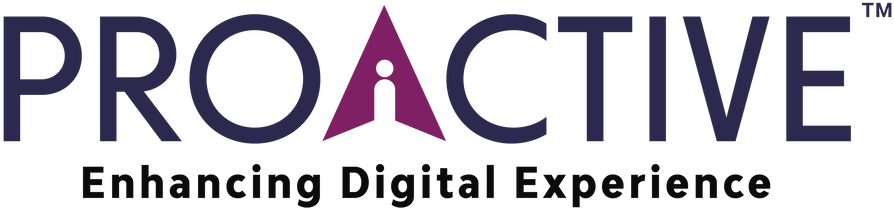 PROACTIVE™
Enhancing Digital Experience